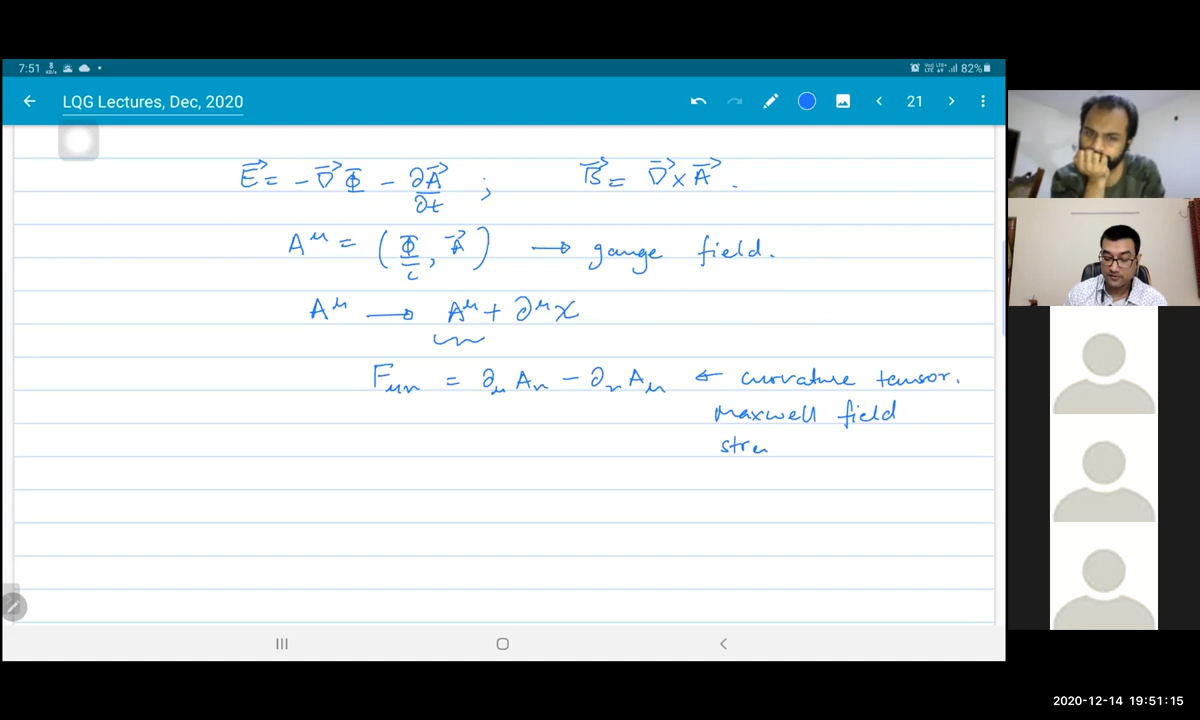 7:51 82%
LQG Lectures, Dec, 2020 21
E⃗ = −∇⃗Φ − ∂A⃗/∂t ; B⃗ = ∇⃗ × A⃗ .
A^μ = (Φ/c, A⃗) → gauge field.
A^μ → A^μ + ∂^μ χ
F_μν = ∂_μ A_ν − ∂_ν A_μ ← curvature tensor.
Maxwell field
stre
2020-12-14 19:51:15